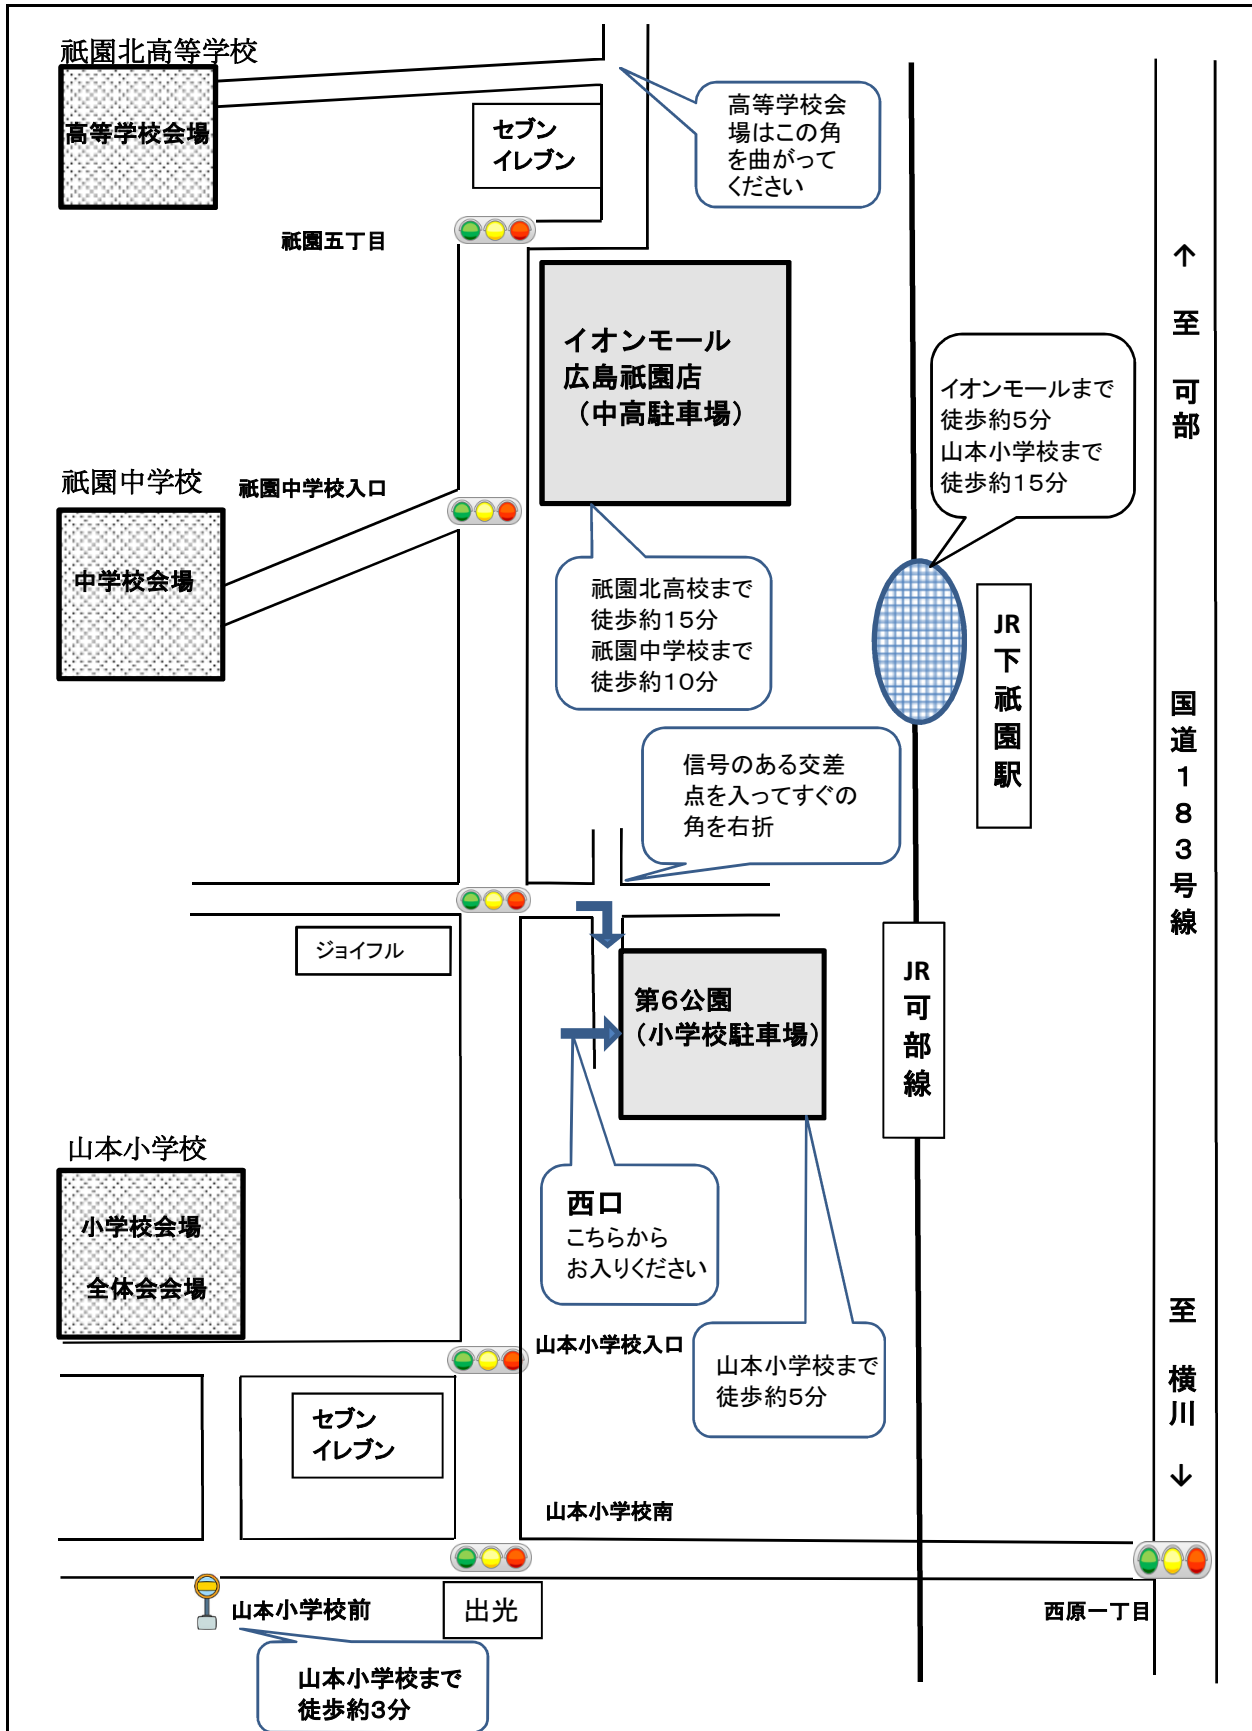 祇園北高等学校
高等学校会場
セブン
イレブン
高等学校会
場はこの角
を曲がって
ください
祇園五丁目
イオンモール
広島祇園店
（中高駐車場）
↑ 至 可部
イオンモールまで
徒歩約5分
山本小学校まで
徒歩約15分
祇園中学校
祇園中学校入口
中学校会場
祇園北高校まで
徒歩約15分
祇園中学校まで
徒歩約10分
JR下祇園駅
国道183号線
信号のある交差
点を入ってすぐの
角を右折
ジョイフル
第6公園
（小学校駐車場）
JR可部線
山本小学校
小学校会場
全体会会場
西口
こちらから
お入りください
山本小学校入口
山本小学校まで
徒歩約5分
至 横川 ↓
セブン
イレブン
山本小学校南
山本小学校前
出光
西原一丁目
山本小学校まで
徒歩約3分